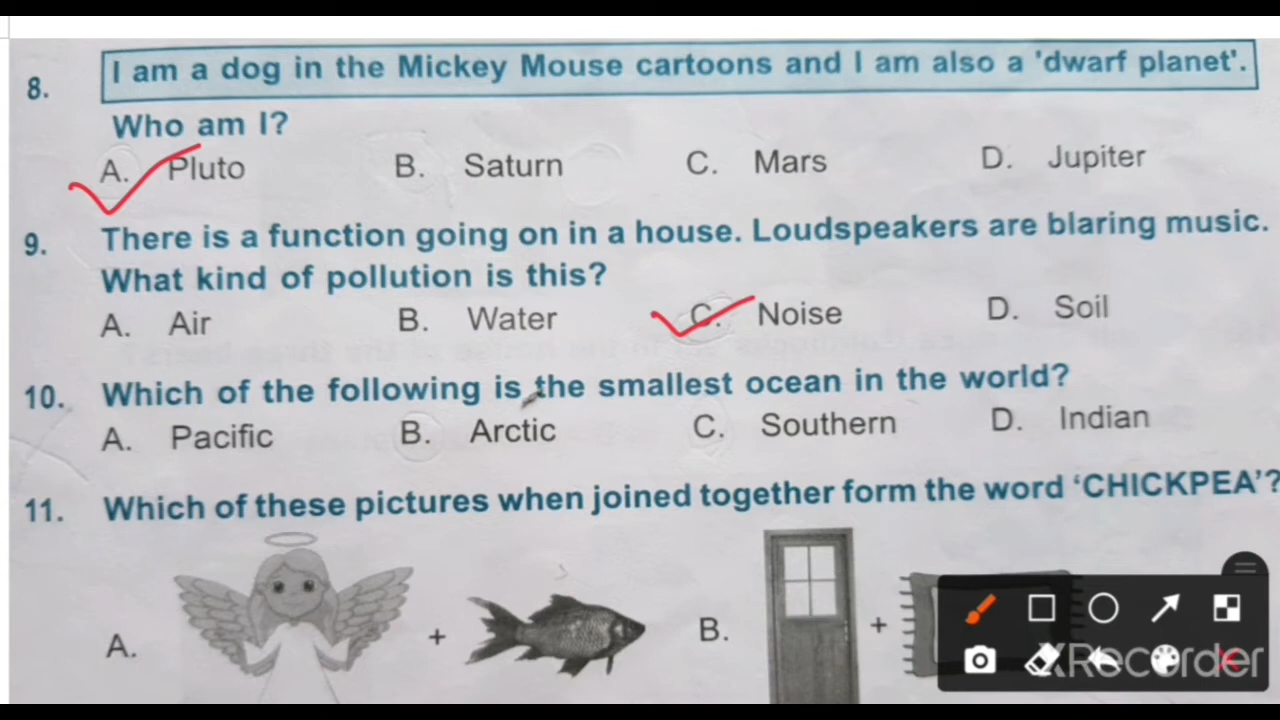 8. I am a dog in the Mickey Mouse cartoons and I am also a 'dwarf planet'.
Who am I?
A. Pluto B. Saturn C. Mars D. Jupiter
9. There is a function going on in a house. Loudspeakers are blaring music.
What kind of pollution is this?
A. Air B. Water C. Noise D. Soil
10. Which of the following is the smallest ocean in the world?
A. Pacific B. Arctic C. Southern D. Indian
11. Which of these pictures when joined together form the word ‘CHICKPEA’?
A. + B. +
XRecorder